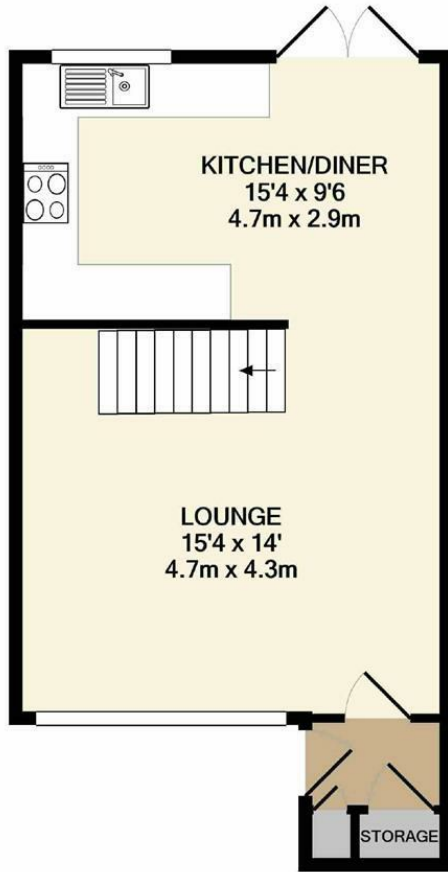 KITCHEN/DINER
15'4 x 9'6
4.7m x 2.9m
LOUNGE
15'4 x 14'
4.7m x 4.3m
STORAGE